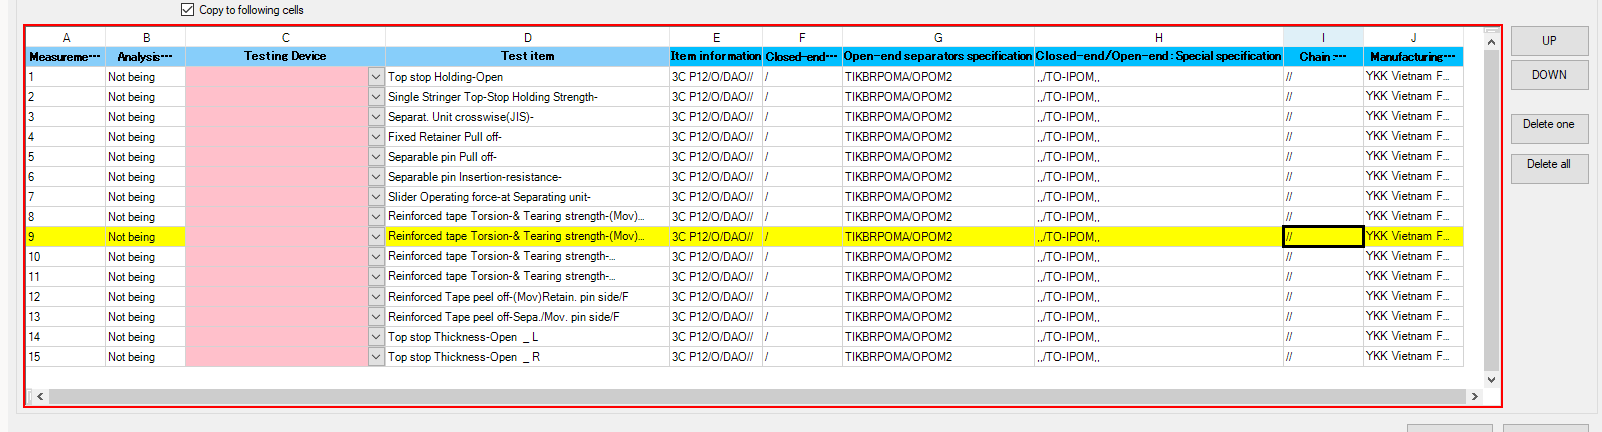 Copy to following cells
A B C D E F G H I J
Measureme··· Analysis··· Testing Device Test item Item information Closed-end··· Open-end separators specification Closed-end/Open-end : Special specification Chain :··· Manufacturing···
1 Not being Top stop Holding-Open 3C P12/O/DAO// / TIKBRPOMA/OPOM2 ,,/TO-IPOM,, // YKK Vietnam F...
2 Not being Single Stringer Top-Stop Holding Strength- 3C P12/O/DAO// / TIKBRPOMA/OPOM2 ,,/TO-IPOM,, // YKK Vietnam F...
3 Not being Separat. Unit crosswise(JIS)- 3C P12/O/DAO// / TIKBRPOMA/OPOM2 ,,/TO-IPOM,, // YKK Vietnam F...
4 Not being Fixed Retainer Pull off- 3C P12/O/DAO// / TIKBRPOMA/OPOM2 ,,/TO-IPOM,, // YKK Vietnam F...
5 Not being Separable pin Pull off- 3C P12/O/DAO// / TIKBRPOMA/OPOM2 ,,/TO-IPOM,, // YKK Vietnam F...
6 Not being Separable pin Insertion-resistance- 3C P12/O/DAO// / TIKBRPOMA/OPOM2 ,,/TO-IPOM,, // YKK Vietnam F...
7 Not being Slider Operating force-at Separating unit- 3C P12/O/DAO// / TIKBRPOMA/OPOM2 ,,/TO-IPOM,, // YKK Vietnam F...
8 Not being Reinforced tape Torsion-& Tearing strength-(Mov)... 3C P12/O/DAO// / TIKBRPOMA/OPOM2 ,,/TO-IPOM,, // YKK Vietnam F...
9 Not being Reinforced tape Torsion-& Tearing strength-(Mov)... 3C P12/O/DAO// / TIKBRPOMA/OPOM2 ,,/TO-IPOM,, // YKK Vietnam F...
10 Not being Reinforced tape Torsion-& Tearing strength-... 3C P12/O/DAO// / TIKBRPOMA/OPOM2 ,,/TO-IPOM,, // YKK Vietnam F...
11 Not being Reinforced tape Torsion-& Tearing strength-... 3C P12/O/DAO// / TIKBRPOMA/OPOM2 ,,/TO-IPOM,, // YKK Vietnam F...
12 Not being Reinforced Tape peel off-(Mov)Retain. pin side/F 3C P12/O/DAO// / TIKBRPOMA/OPOM2 ,,/TO-IPOM,, // YKK Vietnam F...
13 Not being Reinforced Tape peel off-Sepa./Mov. pin side/F 3C P12/O/DAO// / TIKBRPOMA/OPOM2 ,,/TO-IPOM,, // YKK Vietnam F...
14 Not being Top stop Thickness-Open _ L 3C P12/O/DAO// / TIKBRPOMA/OPOM2 ,,/TO-IPOM,, // YKK Vietnam F...
15 Not being Top stop Thickness-Open _ R 3C P12/O/DAO// / TIKBRPOMA/OPOM2 ,,/TO-IPOM,, // YKK Vietnam F...
UP
DOWN
Delete one
Delete all